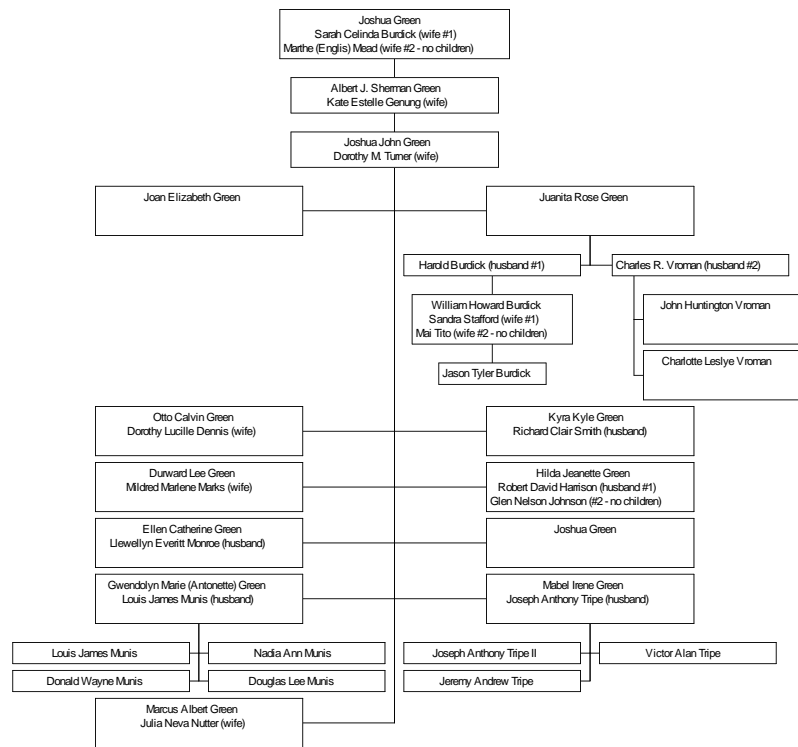 Joshua Green
Sarah Celinda Burdick (wife #1)
Marthe (Englis) Mead (wife #2 - no children)
Albert J. Sherman Green
Kate Estelle Genung (wife)
Joshua John Green
Dorothy M. Turner (wife)
Joan Elizabeth Green
Juanita Rose Green
Harold Burdick (husband #1)
Charles R. Vroman (husband #2)
William Howard Burdick
Sandra Stafford (wife #1)
Mai Tito (wife #2 - no children)
John Huntington Vroman
Charlotte Leslye Vroman
Jason Tyler Burdick
Otto Calvin Green
Dorothy Lucille Dennis (wife)
Kyra Kyle Green
Richard Clair Smith (husband)
Durward Lee Green
Mildred Marlene Marks (wife)
Hilda Jeanette Green
Robert David Harrison (husband #1)
Glen Nelson Johnson (#2 - no children)
Ellen Catherine Green
Llewellyn Everitt Monroe (husband)
Joshua Green
Gwendolyn Marie (Antonette) Green
Louis James Munis (husband)
Mabel Irene Green
Joseph Anthony Tripe (husband)
Louis James Munis
Nadia Ann Munis
Joseph Anthony Tripe II
Victor Alan Tripe
Donald Wayne Munis
Douglas Lee Munis
Jeremy Andrew Tripe
Marcus Albert Green
Julia Neva Nutter (wife)